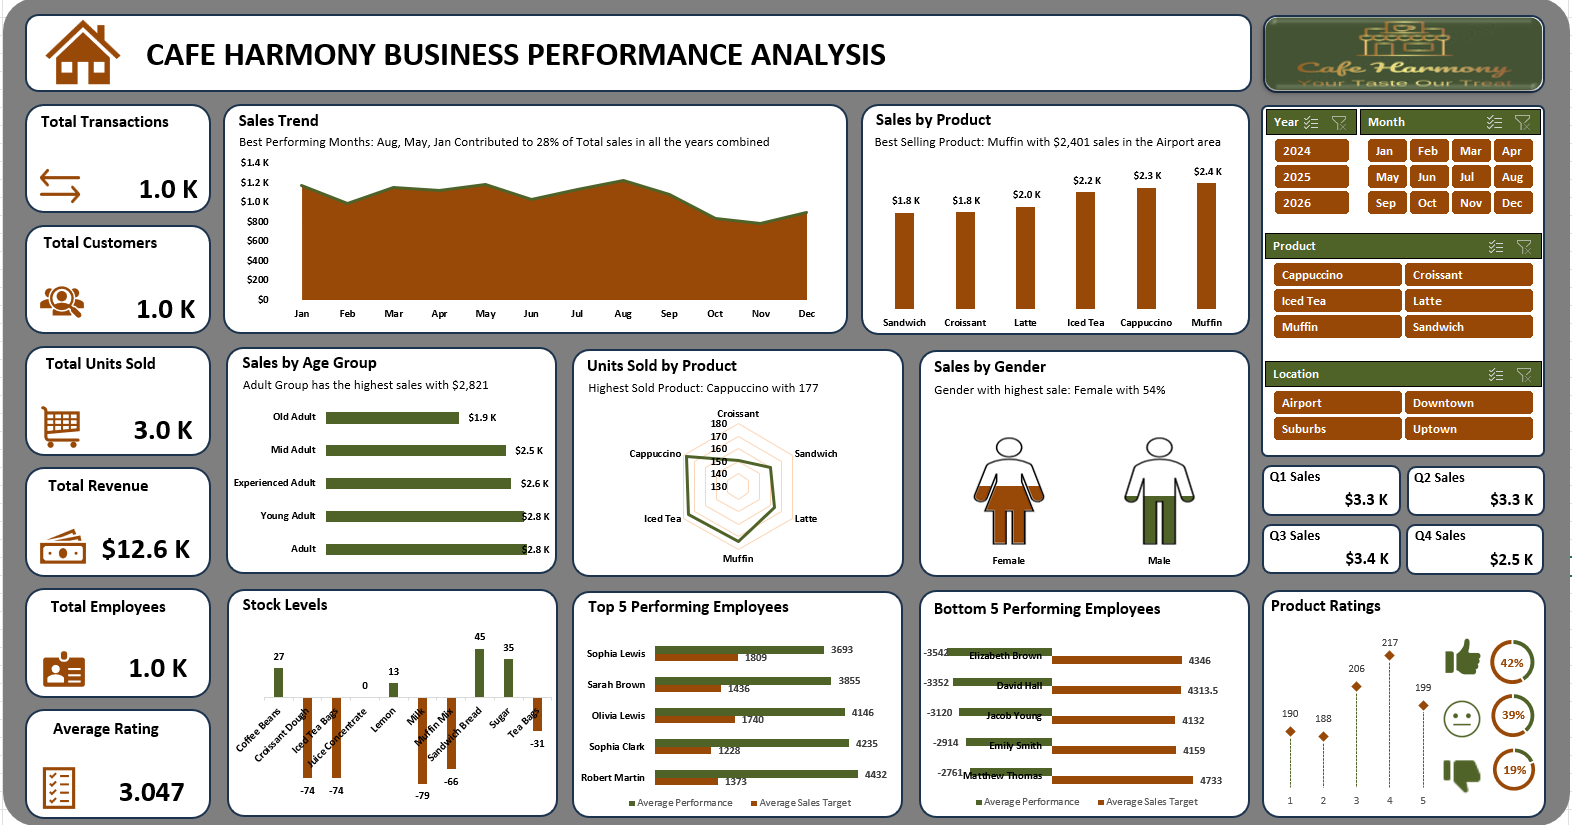 CAFE HARMONY BUSINESS PERFORMANCE ANALYSIS
Cafe Harmony
Your Taste Our Treat
Total Transactions
1.0 K
Total Customers
1.0 K
Total Units Sold
3.0 K
Total Revenue
$12.6 K
Total Employees
1.0 K
Average Rating
3.047
Sales Trend
Best Performing Months: Aug, May, Jan Contributed to 28% of Total sales in all the years combined
$1.4 K
$1.2 K
$1.0 K
$800
$600
$400
$200
$0
Jan Feb Mar Apr May Jun Jul Aug Sep Oct Nov Dec
Sales by Product
Best Selling Product: Muffin with $2,401 sales in the Airport area
$1.8 K $1.8 K $2.0 K $2.2 K $2.3 K $2.4 K
Sandwich Croissant Latte Iced Tea Cappuccino Muffin
Year Month
2024 Jan Feb Mar Apr
2025 May Jun Jul Aug
2026 Sep Oct Nov Dec
Product
Cappuccino Croissant
Iced Tea Latte
Muffin Sandwich
Location
Airport Downtown
Suburbs Uptown
Sales by Age Group
Adult Group has the highest sales with $2,821
Old Adult $1.9 K
Mid Adult $2.5 K
Experienced Adult $2.6 K
Young Adult $2.8 K
Adult $2.8 K
Units Sold by Product
Highest Sold Product: Cappuccino with 177
Croissant
180
170
160
150
140
130
Cappuccino Sandwich
Iced Tea Latte
Muffin
Sales by Gender
Gender with highest sale: Female with 54%
Female Male
Q1 Sales
$3.3 K
Q2 Sales
$3.3 K
Q3 Sales
$3.4 K
Q4 Sales
$2.5 K
Stock Levels
27 -74 -74 0 13 -79 -66 45 35 -31
Coffee Beans Croissant Dough Iced Tea Bags Juice Concentrate Lemon Milk Muffin Mix Sandwich Bread Sugar Tea Bags
Top 5 Performing Employees
Sophia Lewis 3693 1809
Sarah Brown 3855 1436
Olivia Lewis 4146 1740
Sophia Clark 4235 1228
Robert Martin 4432 1373
Average Performance Average Sales Target
Bottom 5 Performing Employees
-3542 Elizabeth Brown 4346
-3352 David Hall 4313.5
-3120 Jacob Young 4132
-2914 Emily Smith 4159
-2761 Matthew Thomas 4733
Average Performance Average Sales Target
Product Ratings
190 188 206 217 199
1 2 3 4 5
42%
39%
19%